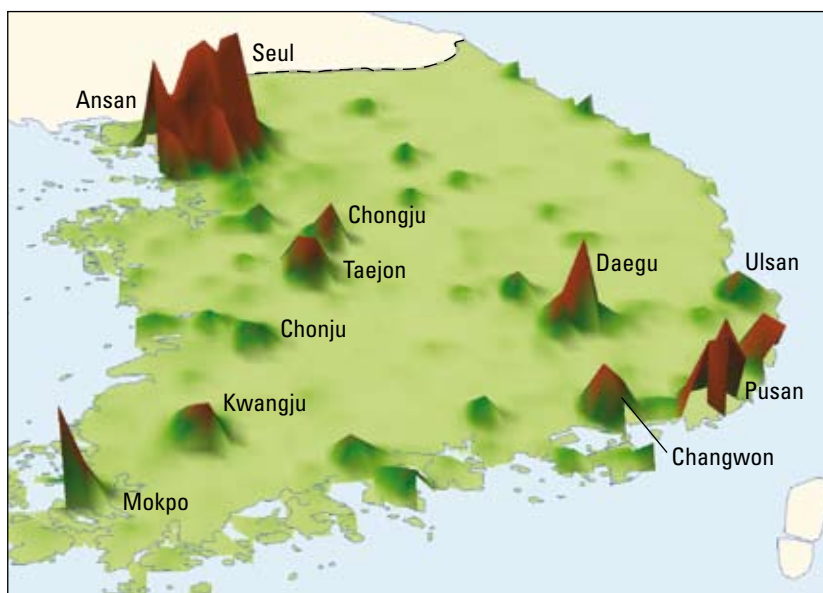 Seul
Ansan
Chongju
Taejon
Daegu
Ulsan
Chonju
Kwangju
Pusan
Changwon
Mokpo